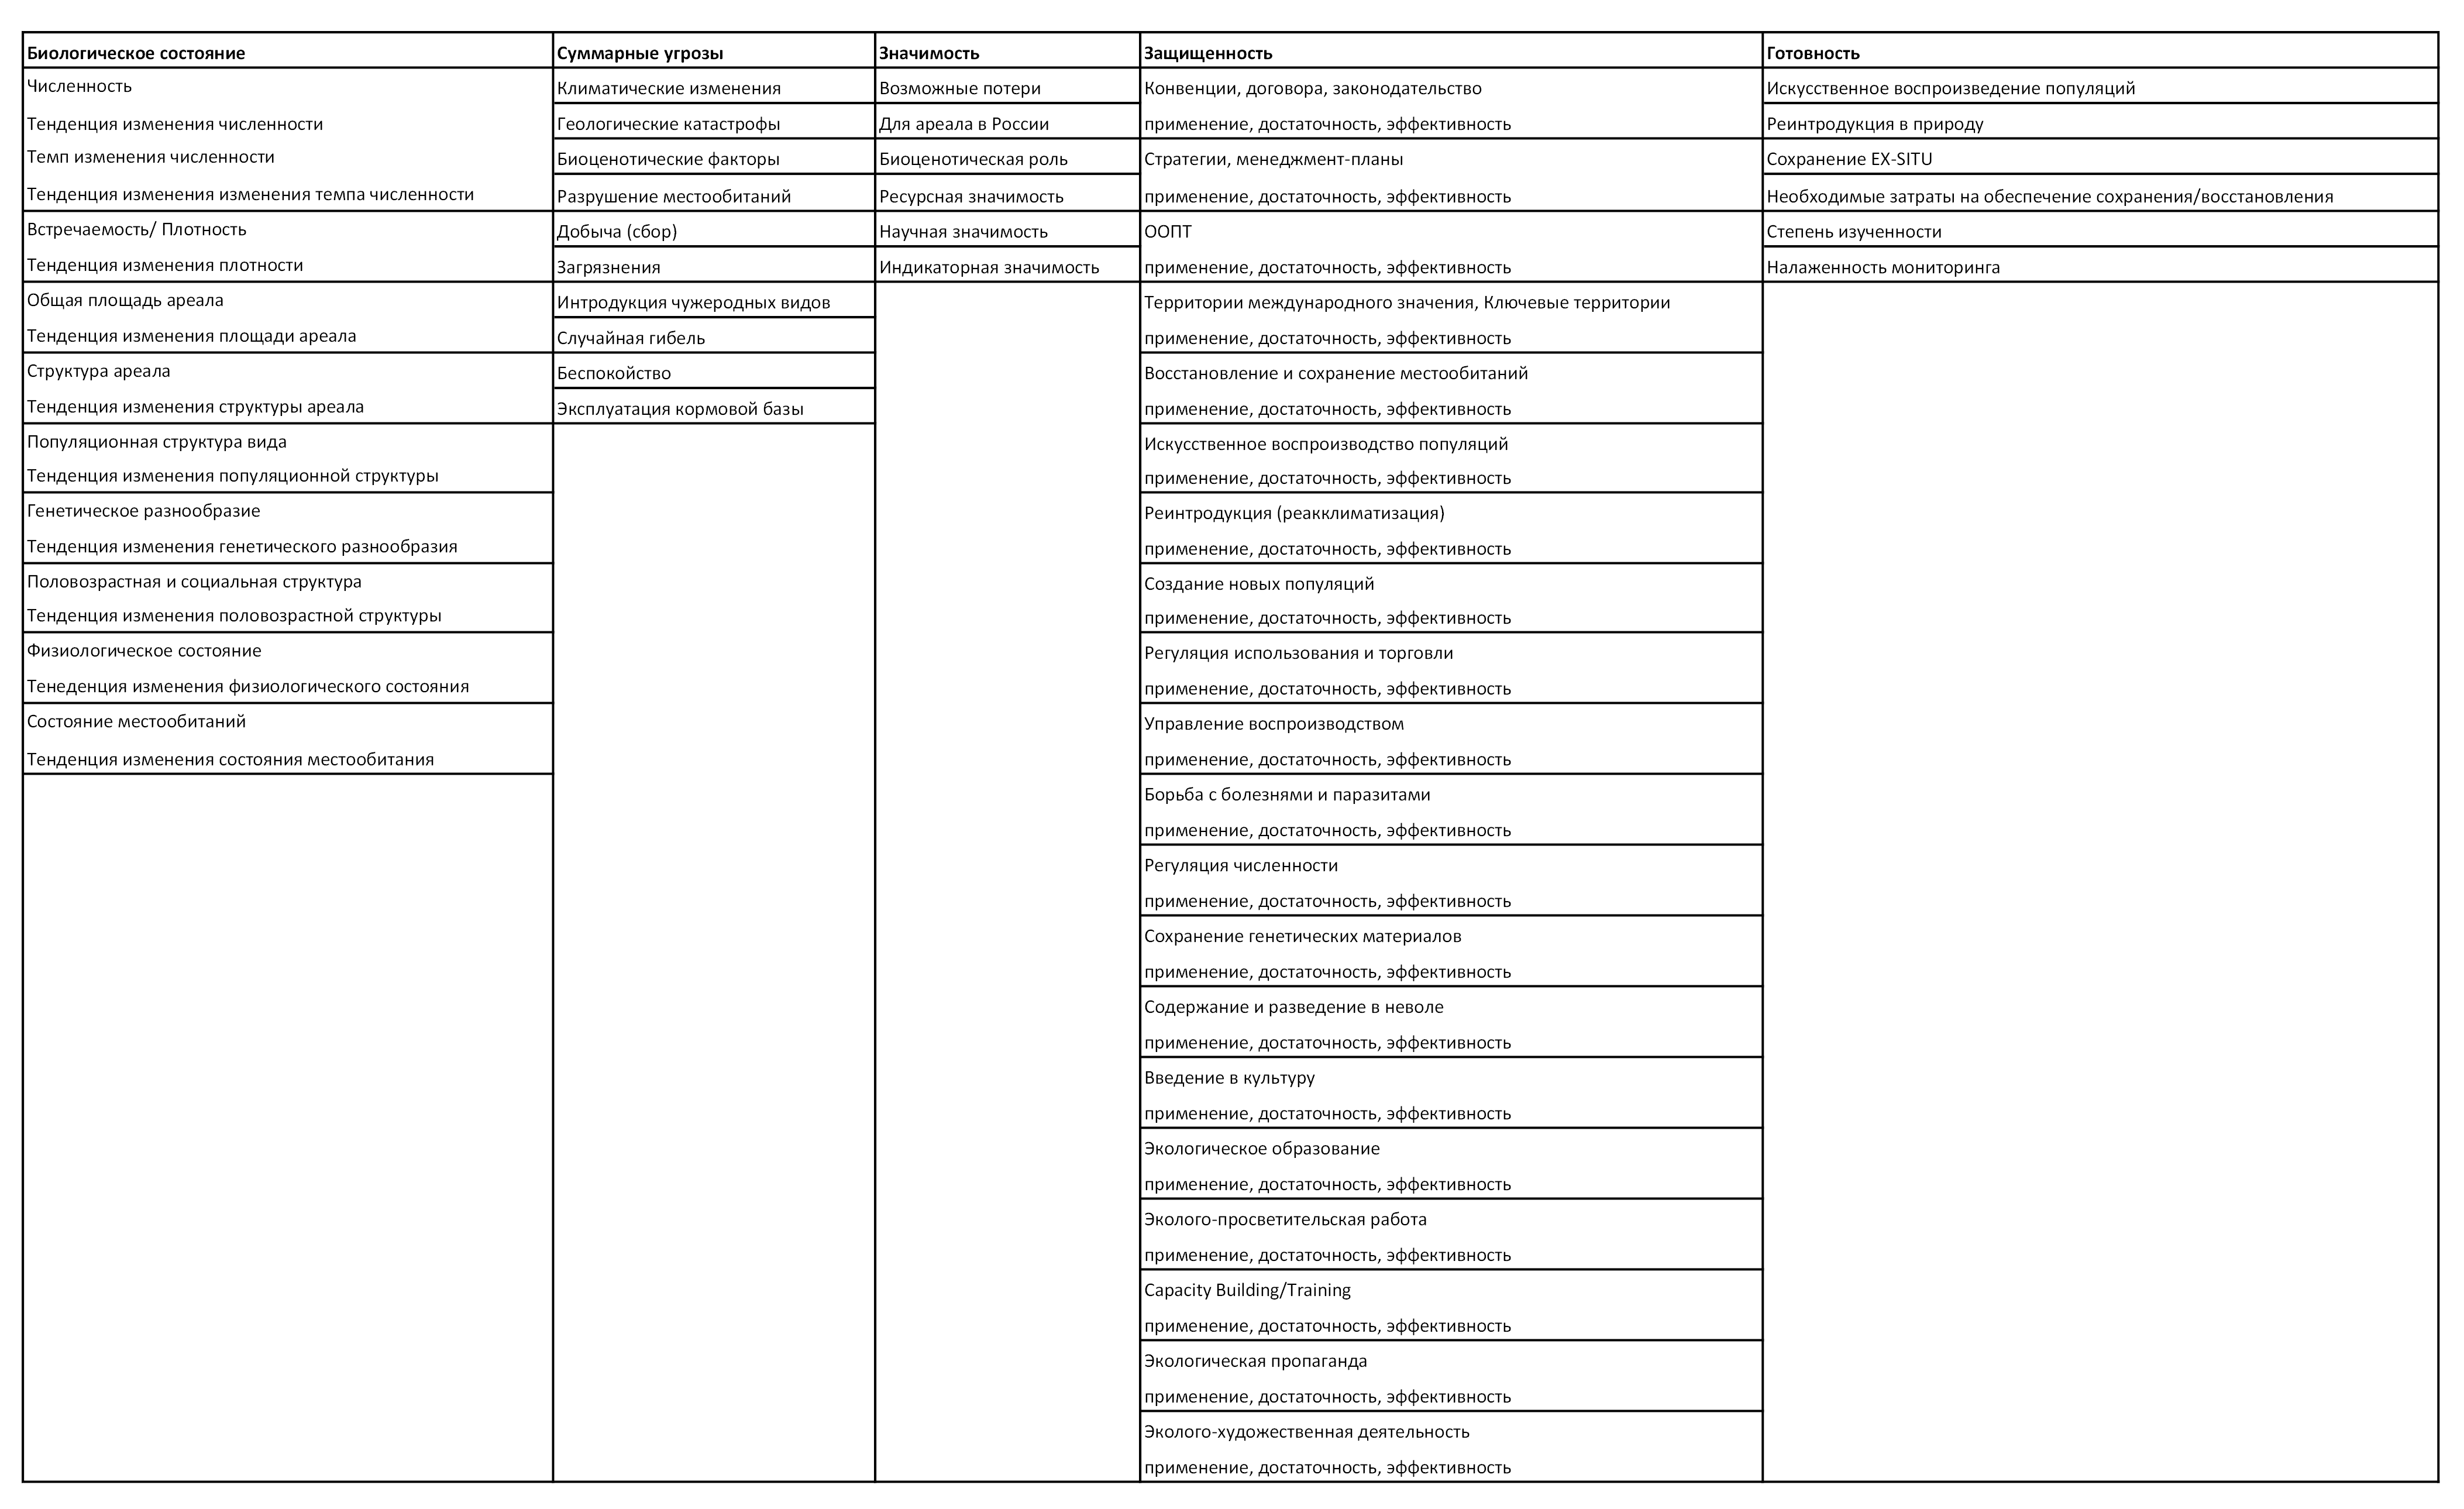 Биологическое состояние
Численность
Тенденция изменения численности
Темп изменения численности
Тенденция изменения изменения темпа численности
Встречаемость/ Плотность
Тенденция изменения плотности
Общая площадь ареала
Тенденция изменения площади ареала
Структура ареала
Тенденция изменения структуры ареала
Популяционная структура вида
Тенденция изменения популяционной структуры
Генетическое разнообразие
Тенденция изменения генетического разнообразия
Половозрастная и социальная структура
Тенденция изменения половозрастной структуры
Физиологическое состояние
Тенеденция изменения физиологического состояния
Состояние местообитаний
Тенденция изменения состояния местообитания
Суммарные угрозы
Климатические изменения
Геологические катастрофы
Биоценотические факторы
Разрушение местообитаний
Добыча (сбор)
Загрязнения
Интродукция чужеродных видов
Случайная гибель
Беспокойство
Эксплуатация кормовой базы
Значимость
Возможные потери
Для ареала в России
Биоценотическая роль
Ресурсная значимость
Научная значимость
Индикаторная значимость
Защищенность
Конвенции, договора, законодательство
применение, достаточность, эффективность
Стратегии, менеджмент-планы
применение, достаточность, эффективность
ООПТ
применение, достаточность, эффективность
Территории международного значения, Ключевые территории
применение, достаточность, эффективность
Восстановление и сохранение местообитаний
применение, достаточность, эффективность
Искусственное воспроизводство популяций
применение, достаточность, эффективность
Реинтродукция (реакклиматизация)
применение, достаточность, эффективность
Создание новых популяций
применение, достаточность, эффективность
Регуляция использования и торговли
применение, достаточность, эффективность
Управление воспроизводством
применение, достаточность, эффективность
Борьба с болезнями и паразитами
применение, достаточность, эффективность
Регуляция численности
применение, достаточность, эффективность
Сохранение генетических материалов
применение, достаточность, эффективность
Содержание и разведение в неволе
применение, достаточность, эффективность
Введение в культуру
применение, достаточность, эффективность
Экологическое образование
применение, достаточность, эффективность
Эколого-просветительская работа
применение, достаточность, эффективность
Capacity Building/Training
применение, достаточность, эффективность
Экологическая пропаганда
применение, достаточность, эффективность
Эколого-художественная деятельность
применение, достаточность, эффективность
Готовность
Искусственное воспроизведение популяций
Реинтродукция в природу
Сохранение EX-SITU
Необходимые затраты на обеспечение сохранения/восстановления
Степень изученности
Налаженность мониторинга